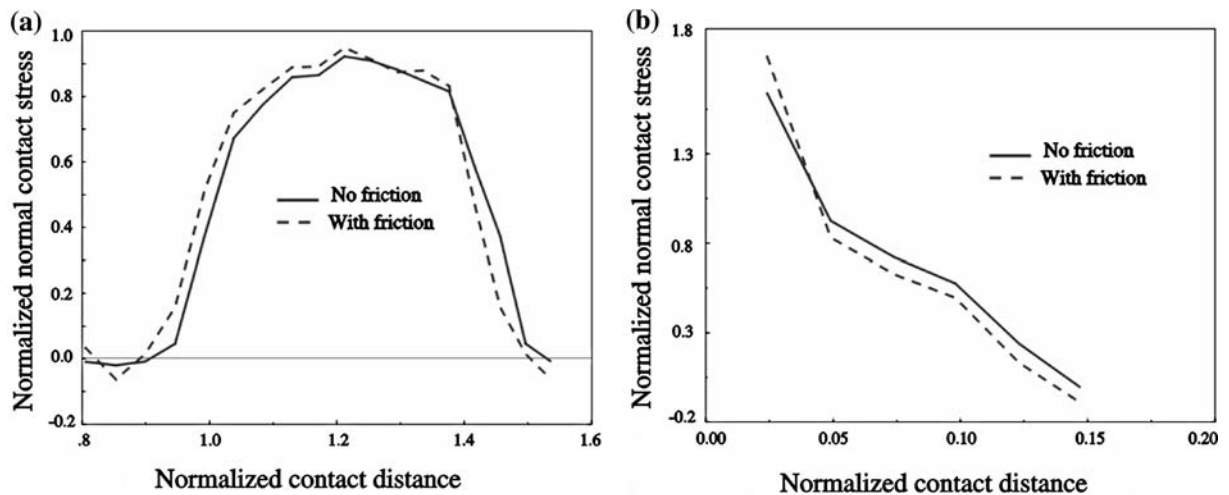 (a)
Normalized normal contact stress
1.0
0.8
0.6
0.4
0.2
0.0
-0.2
No friction
With friction
.8
1.0
1.2
1.4
1.6
Normalized contact distance
(b)
Normalized normal contact stress
1.8
1.3
0.8
0.3
-0.2
No friction
With friction
0.00
0.05
0.10
0.15
0.20
Normalized contact distance